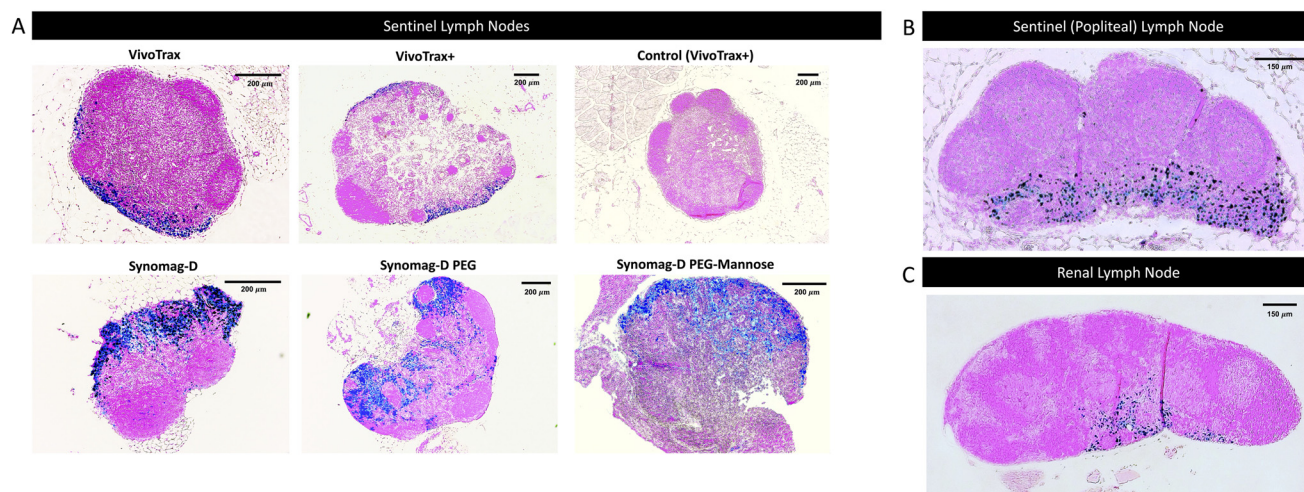 A
Sentinel Lymph Nodes
VivoTrax
200 µm
VivoTrax+
200 µm
Control (VivoTrax+)
200 µm
Synomag-D
200 µm
Synomag-D PEG
200 µm
Synomag-D PEG-Mannose
200 µm
B
Sentinel (Popliteal) Lymph Node
150 µm
C
Renal Lymph Node
150 µm